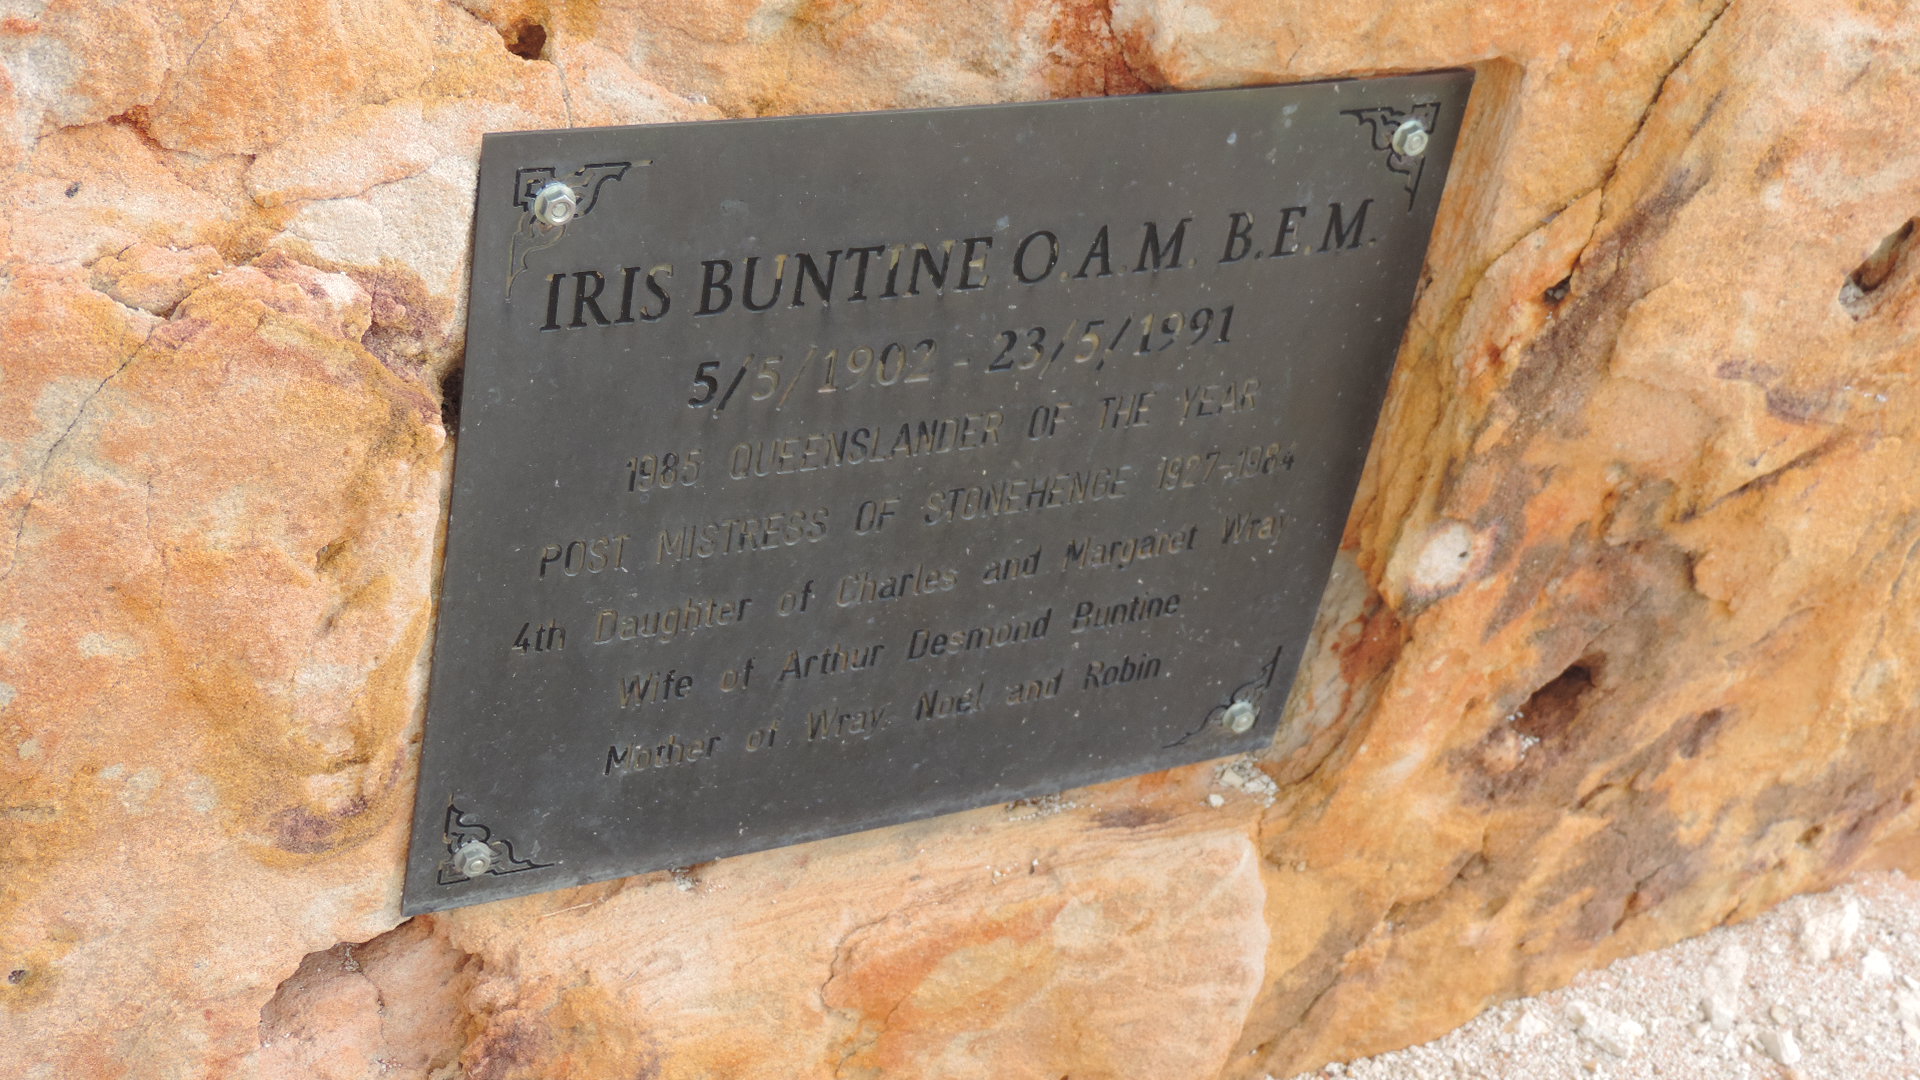 IRIS BUNTINE O.A.M. B.E.M.
5/5/1902 - 23/5/1991
1985 QUEENSLANDER OF THE YEAR
POST MISTRESS OF STONEHENGE 1927-1984
4th Daughter of Charles and Margaret Wray
Wife of Arthur Desmond Buntine
Mother of Wray, Noel and Robin.